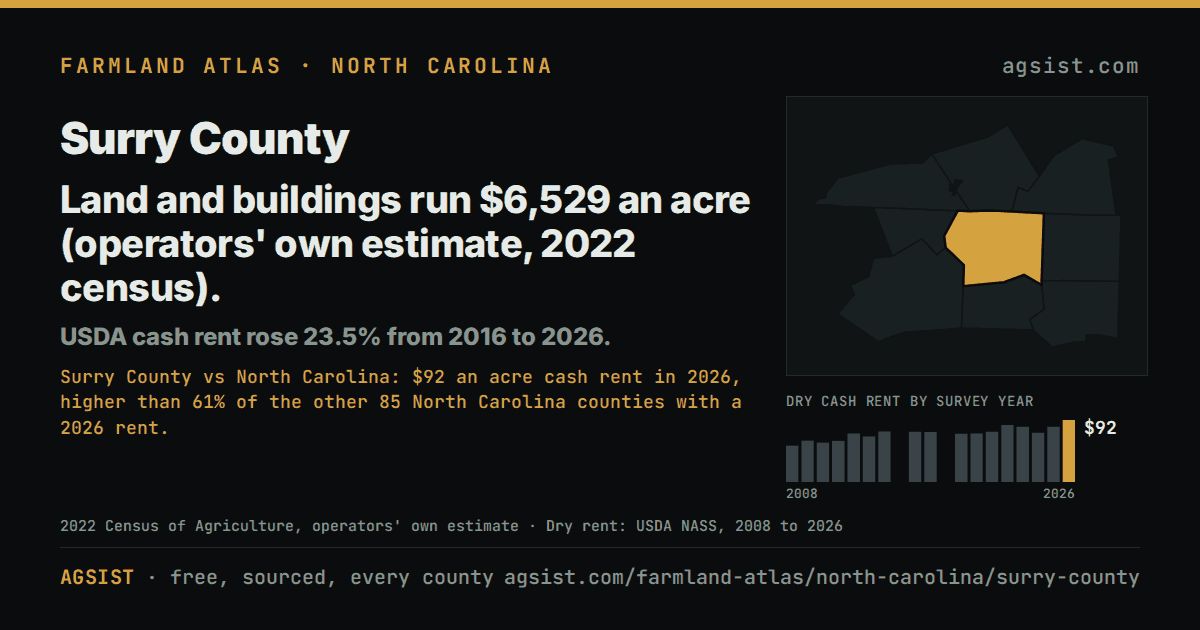 FARMLAND ATLAS · NORTH CAROLINA
agsist.com
Surry County
Land and buildings run $6,529 an acre
(operators' own estimate, 2022
census).
USDA cash rent rose 23.5% from 2016 to 2026.
Surry County vs North Carolina: $92 an acre cash rent in 2026,
higher than 61% of the other 85 North Carolina counties with a
2026 rent.
DRY CASH RENT BY SURVEY YEAR
$92
2008 2026
2022 Census of Agriculture, operators' own estimate · Dry rent: USDA NASS, 2008 to 2026
AGSIST · free, sourced, every county agsist.com/farmland-atlas/north-carolina/surry-county